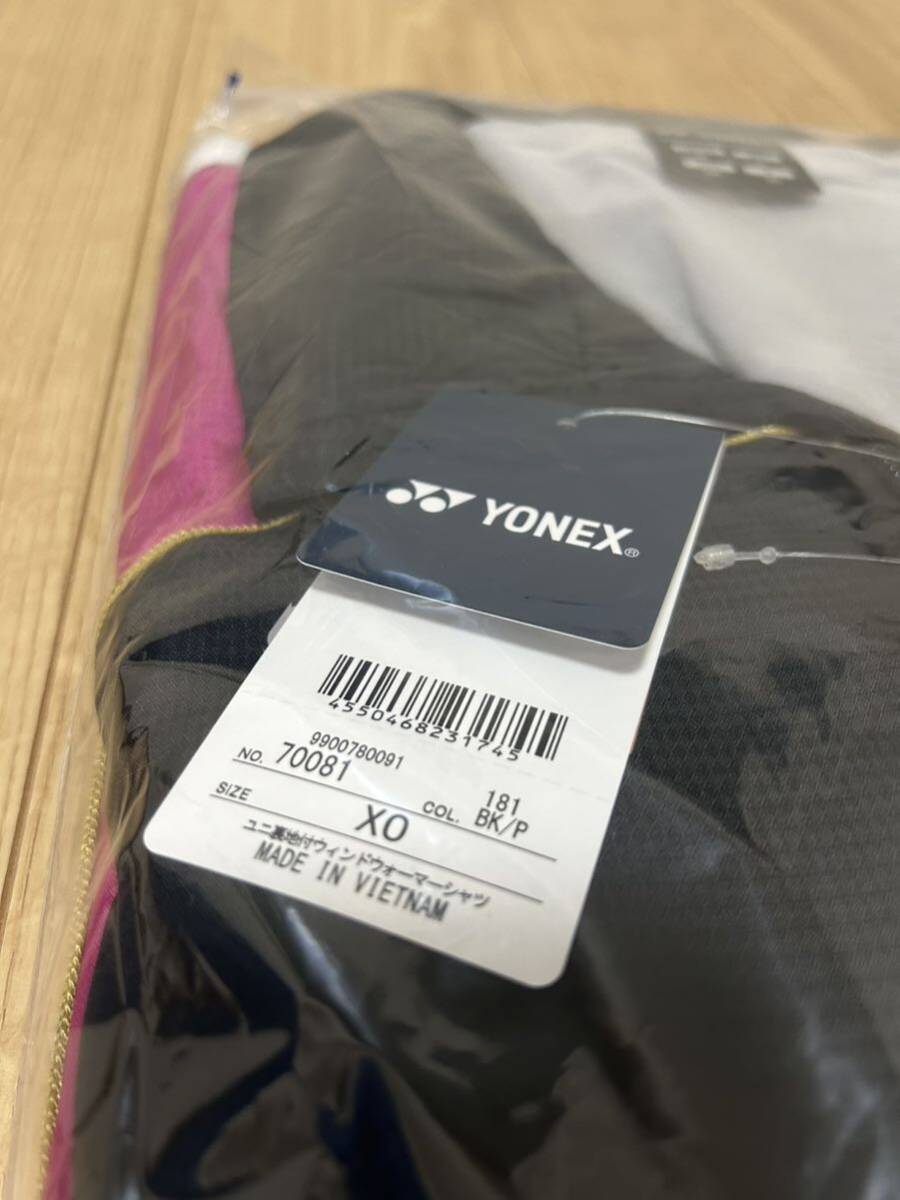 YONEX®
4550468231745
9900780091
NO. 70081
181
SIZE XO COL. BK/P
ユニ裏地付ウィンドウォーマーシャツ
MADE IN VIETNAM